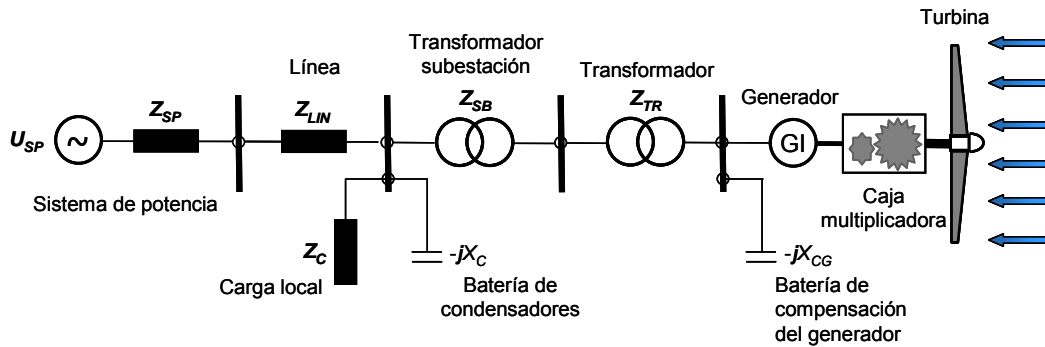 Turbina
Transformador
subestación
Línea
Transformador
Z_SP
Z_LIN
Z_SB
Z_TR
Generador
U_SP
~
GI
Sistema de potencia
Caja
multiplicadora
Z_C
-jX_C
-jX_CG
Carga local
Batería de
condensadores
Batería de
compensación
del generador